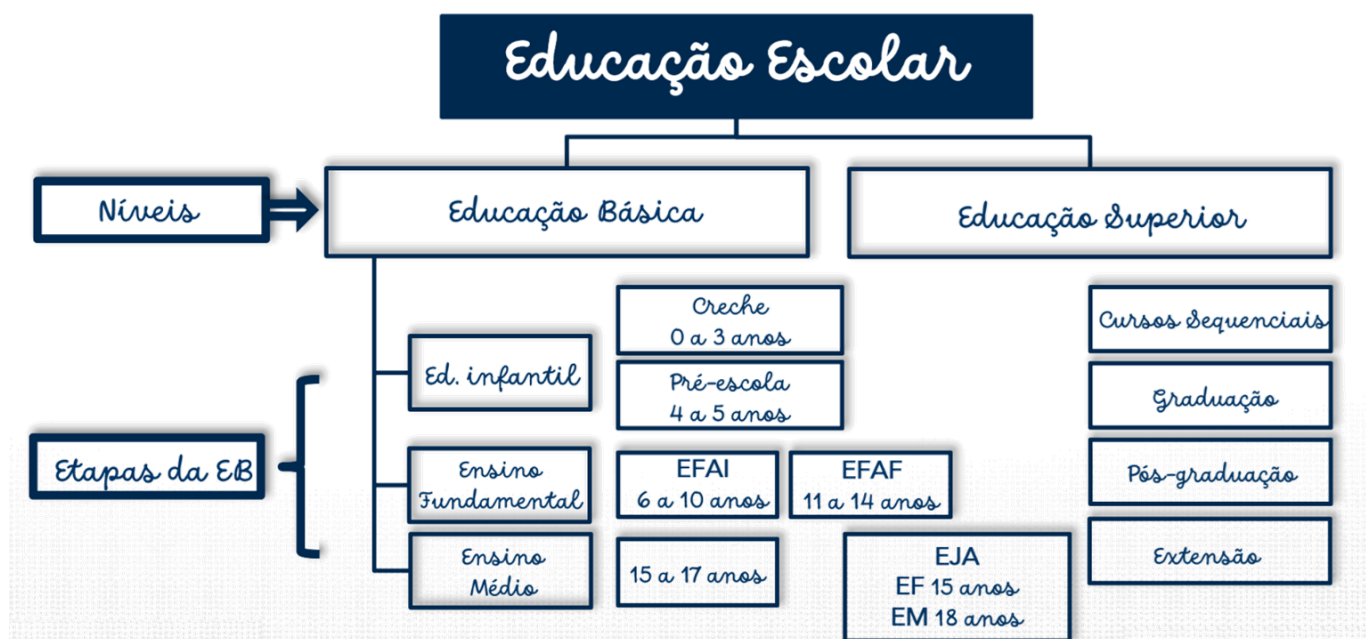 Educação Escolar
Níveis
Educação Básica
Educação Superior
Etapas da EB
Ed. infantil
Creche
0 a 3 anos
Pré-escola
4 a 5 anos
Ensino
Fundamental
EFAI
6 a 10 anos
EFAF
11 a 14 anos
Ensino
Médio
15 a 17 anos
EJA
EF 15 anos
EM 18 anos
Cursos Sequenciais
Graduação
Pós-graduação
Extensão